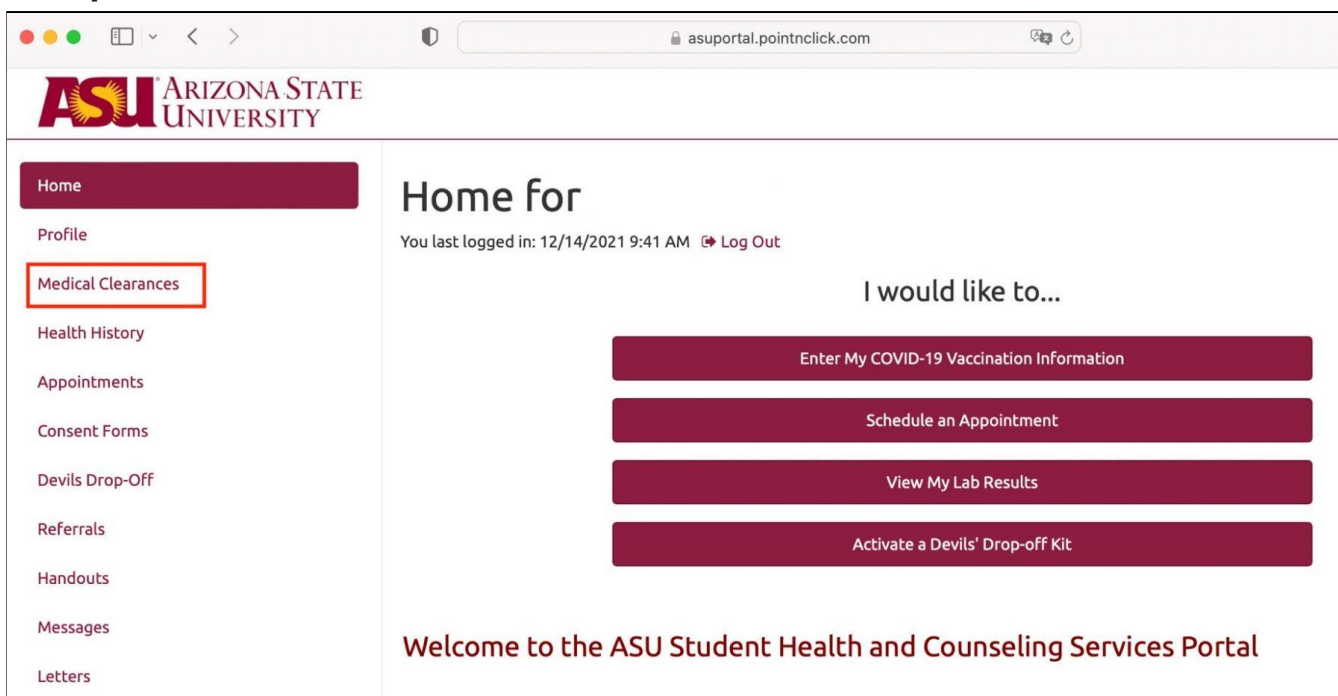 asuportal.pointnclick.com
ASU ARIZONA STATE
UNIVERSITY
Home
Profile
Medical Clearances
Health History
Appointments
Consent Forms
Devils Drop-Off
Referrals
Handouts
Messages
Letters
Home for
You last logged in: 12/14/2021 9:41 AM Log Out
I would like to...
Enter My COVID-19 Vaccination Information
Schedule an Appointment
View My Lab Results
Activate a Devils' Drop-off Kit
Welcome to the ASU Student Health and Counseling Services Portal